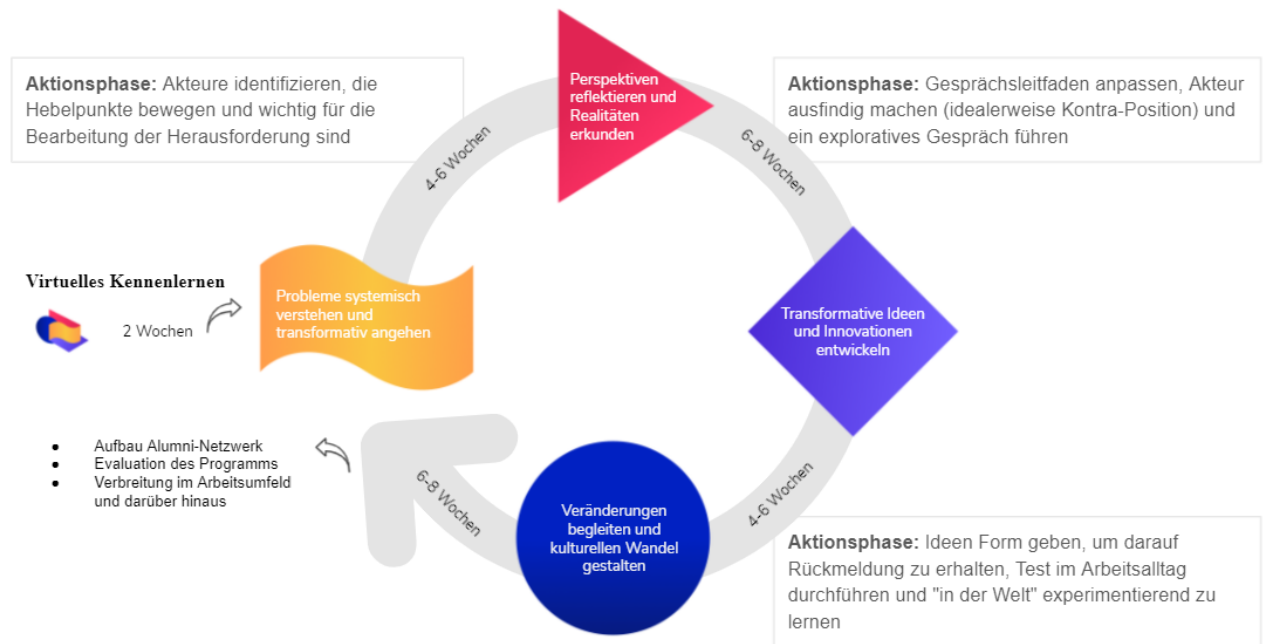 Aktionsphase: Akteure identifizieren, die
Hebelpunkte bewegen und wichtig für die
Bearbeitung der Herausforderung sind
4-6 Wochen
Perspektiven
reflektieren und
Realitäten
erkunden
6-8 Wochen
Aktionsphase: Gesprächsleitfaden anpassen, Akteur
ausfindig machen (idealerweise Kontra-Position) und
ein exploratives Gespräch führen
Virtuelles Kennenlernen
2 Wochen
Probleme systemisch
verstehen und
transformativ angehen
Transformative Ideen
und Innovationen
entwickeln
• Aufbau Alumni-Netzwerk
• Evaluation des Programms
• Verbreitung im Arbeitsumfeld
und darüber hinaus
6-8 Wochen
Veränderungen
begleiten und
kulturellen Wandel
gestalten
4-6 Wochen
Aktionsphase: Ideen Form geben, um darauf
Rückmeldung zu erhalten, Test im Arbeitsalltag
durchführen und "in der Welt" experimentierend zu
lernen